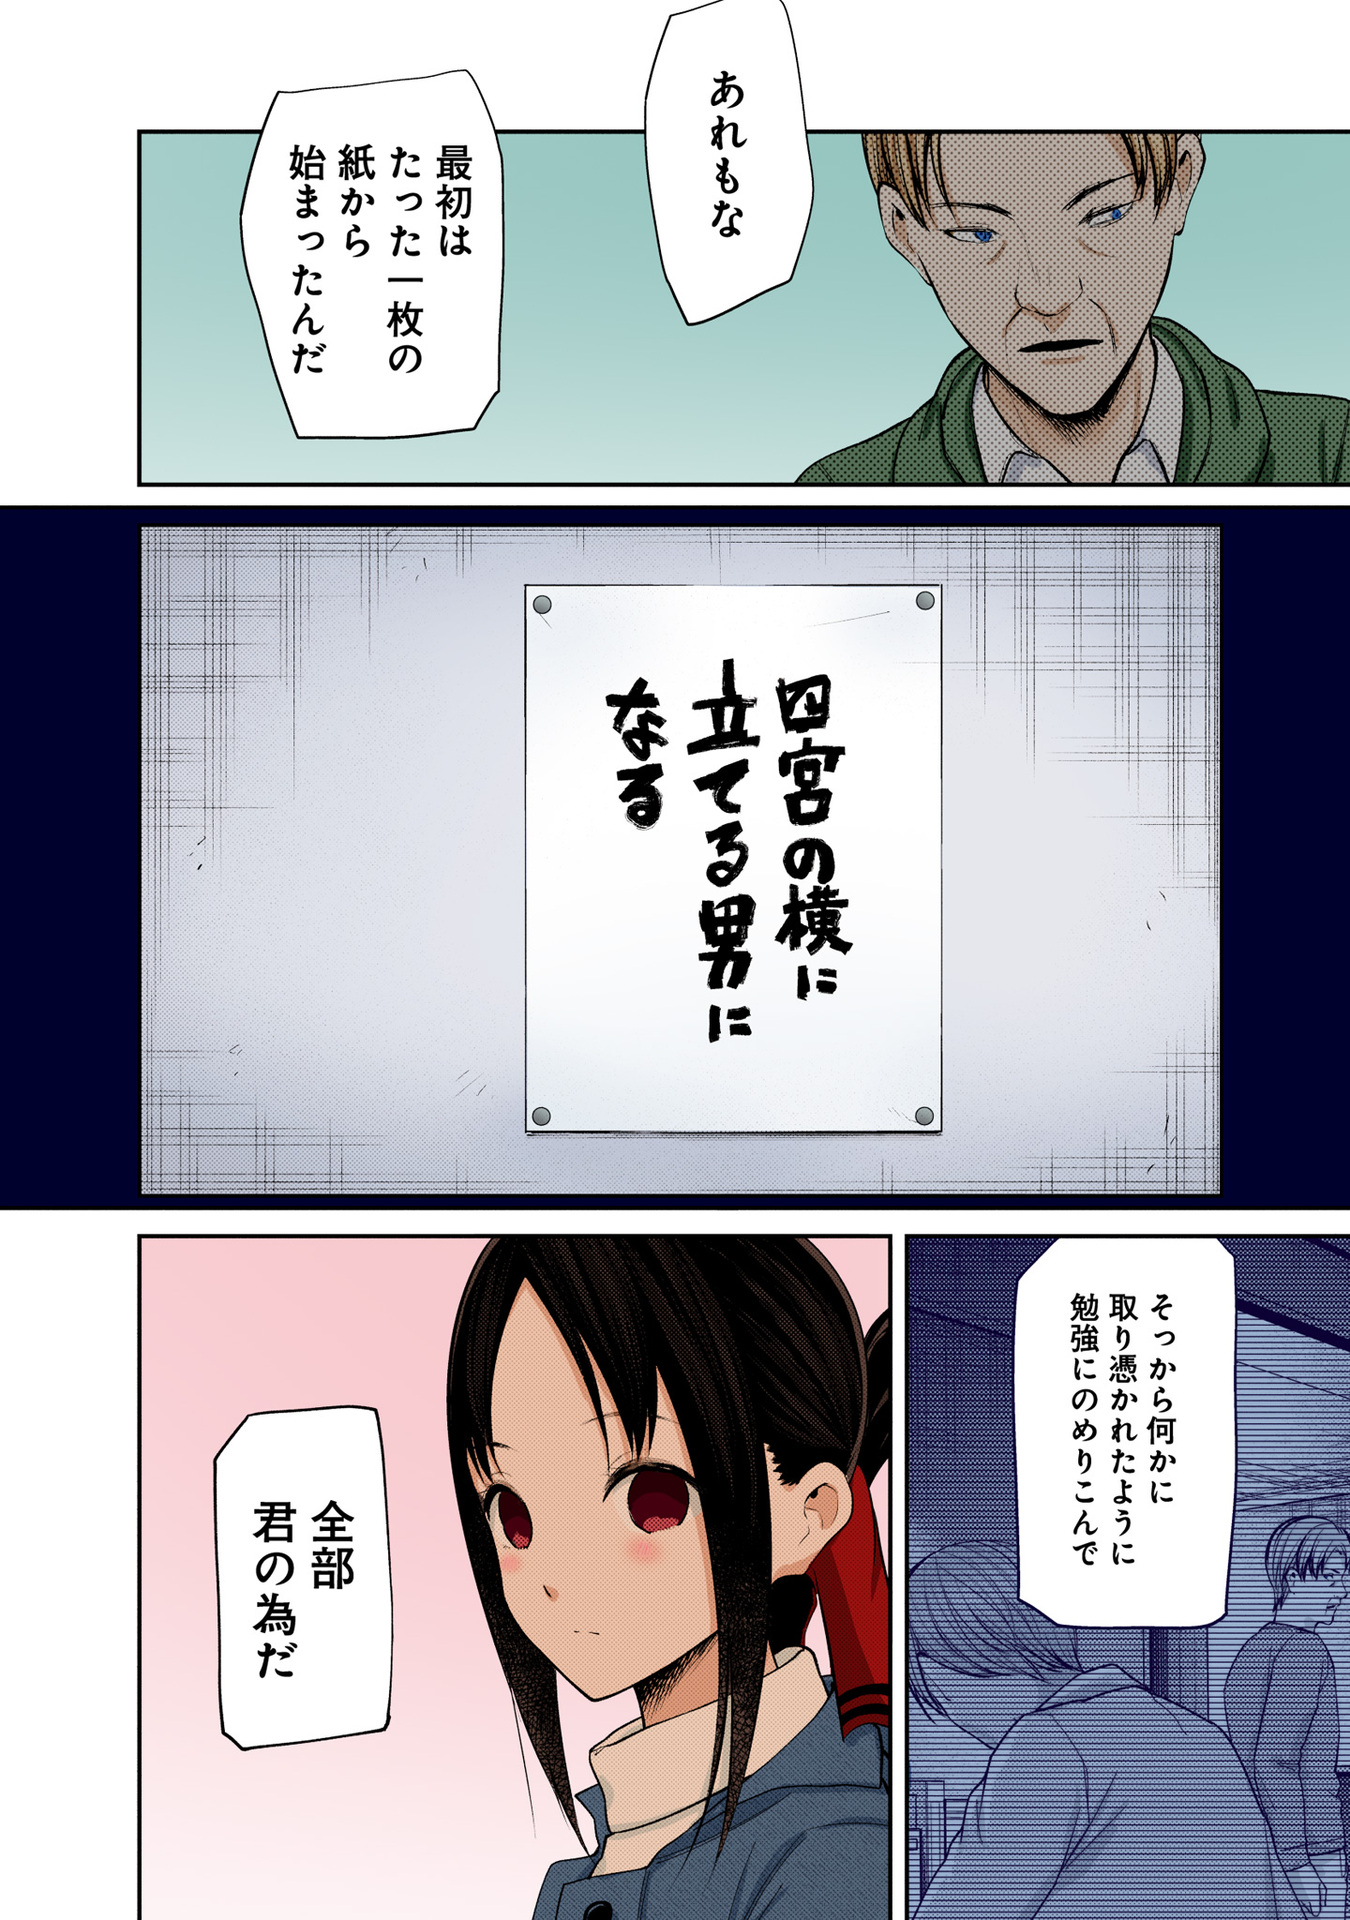 あれもな
最初は
たった一枚の
紙から
始まったんだ
四宮の横に
立てる男に
なる
そっから何かに
取り憑かれたように
勉強にのめりこんで
全部
君の為だ